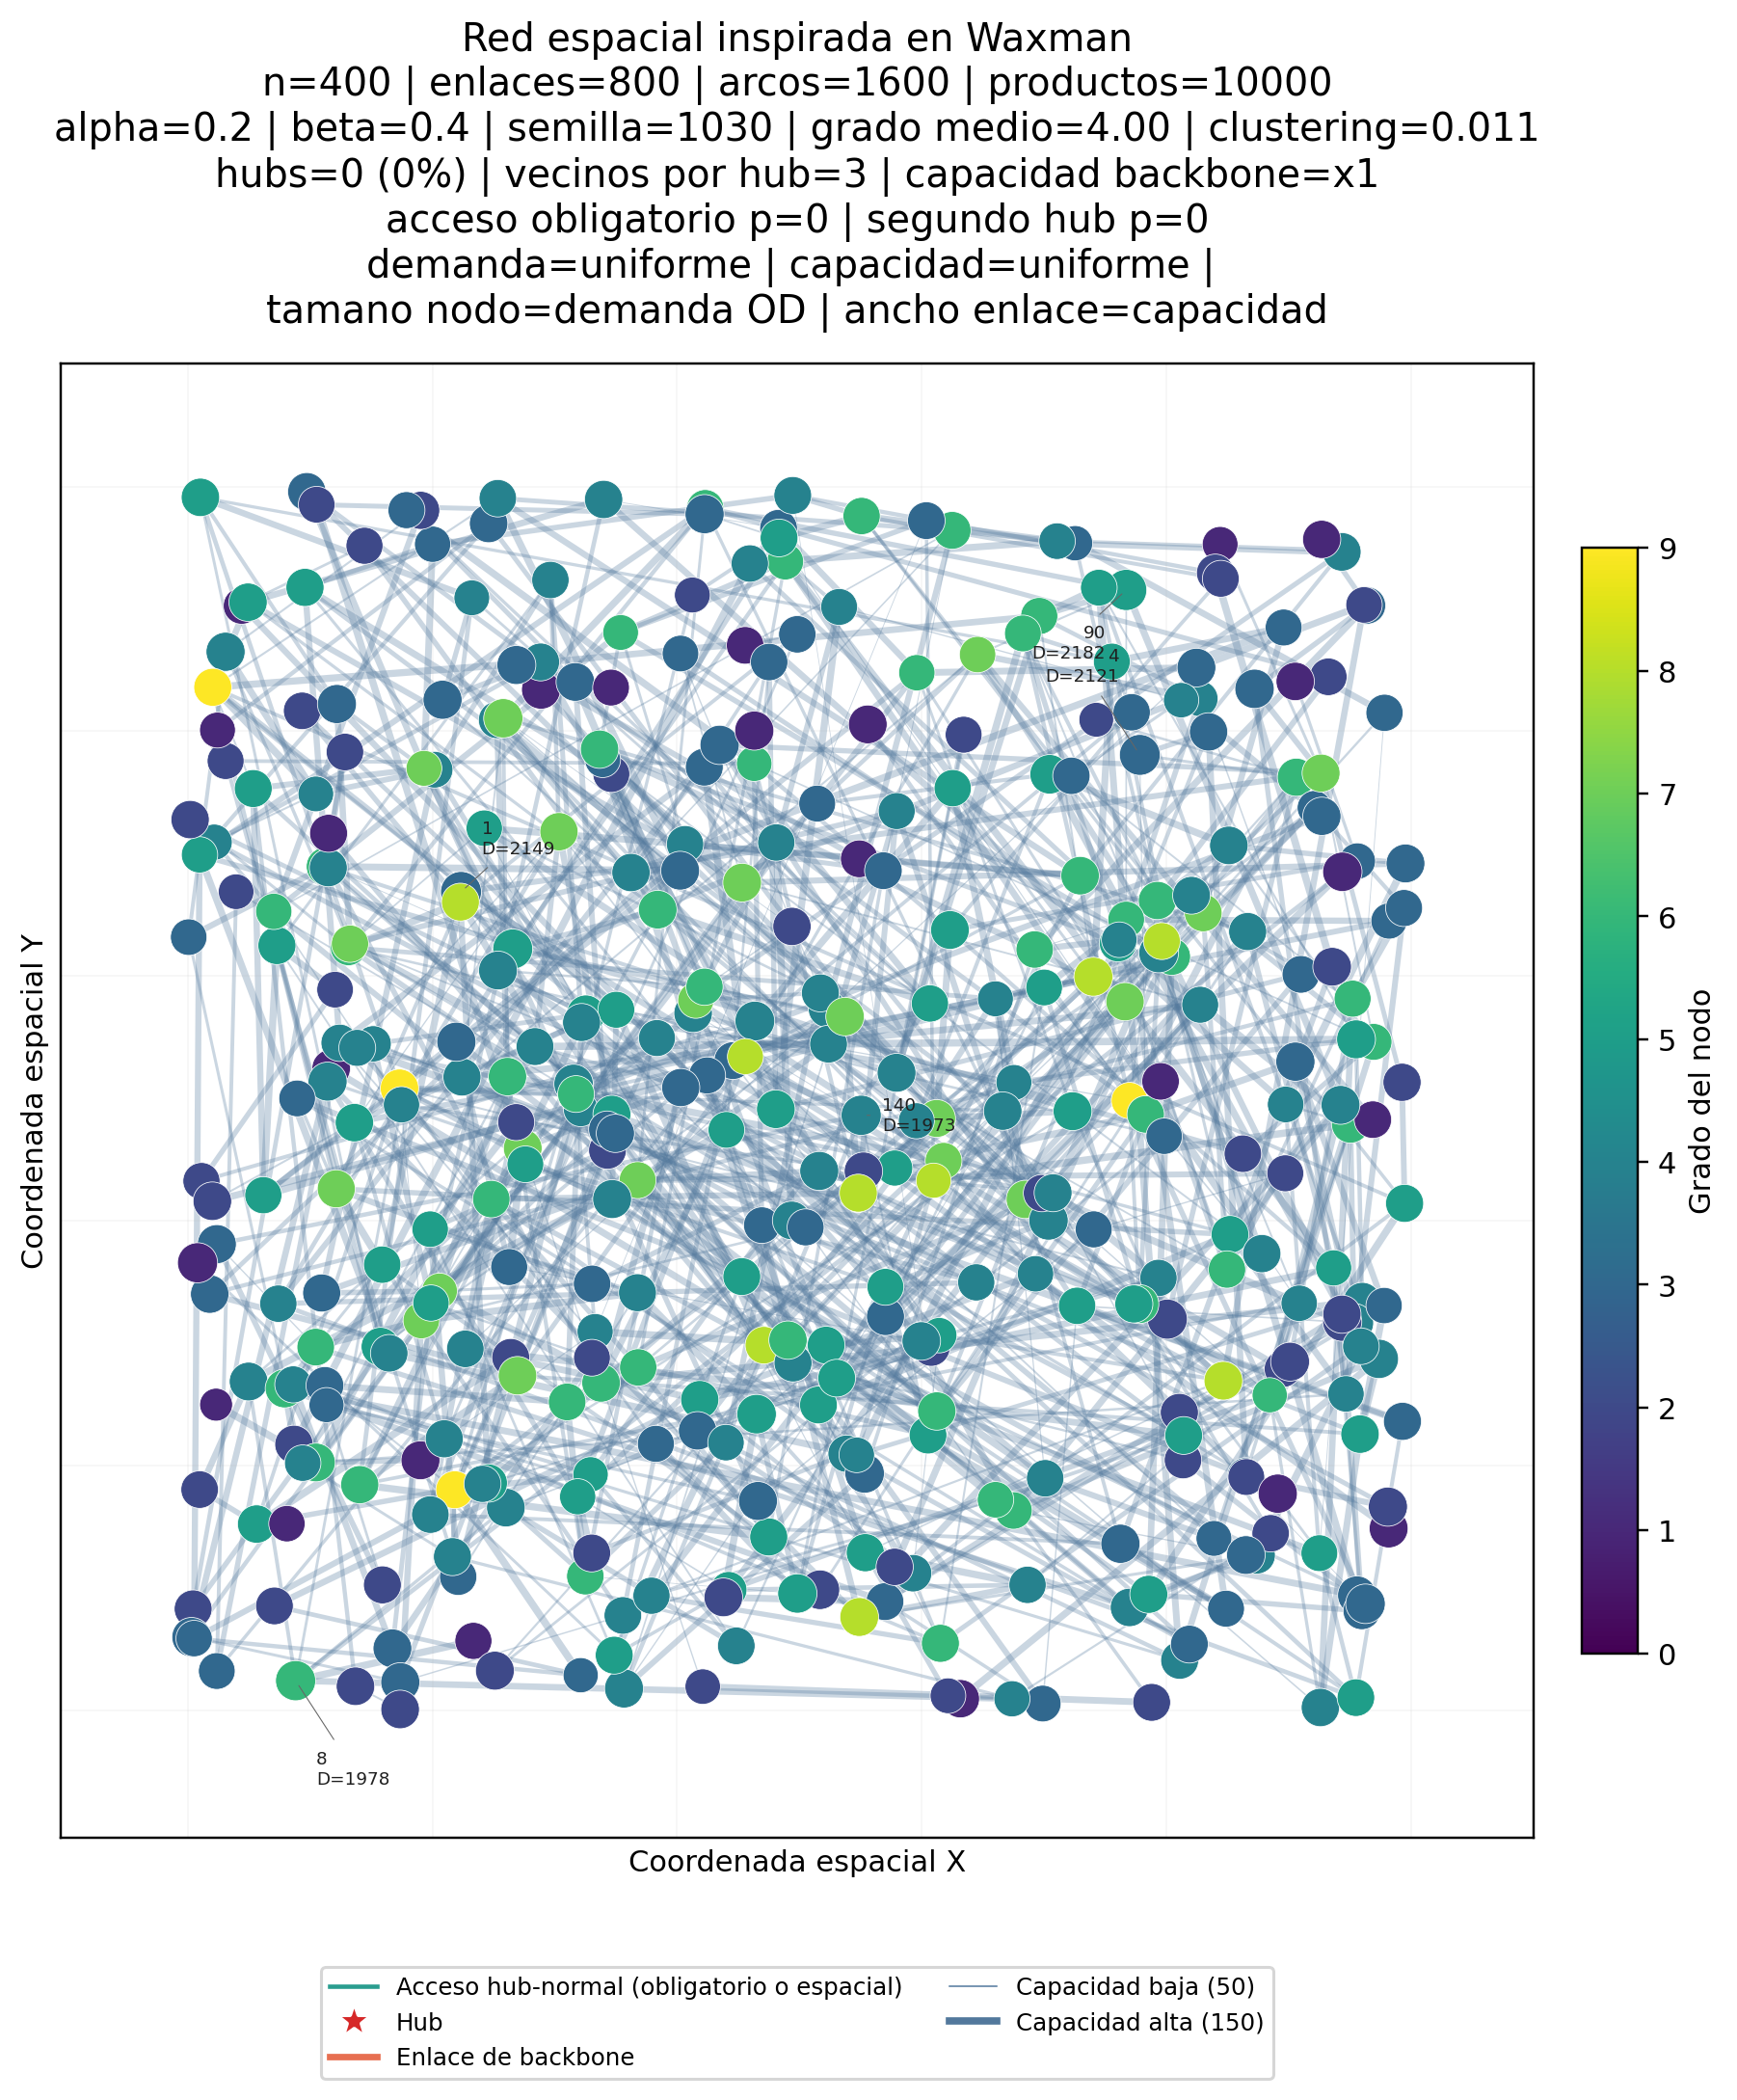 Red espacial inspirada en Waxman
n=400 | enlaces=800 | arcos=1600 | productos=10000
alpha=0.2 | beta=0.4 | semilla=1030 | grado medio=4.00 | clustering=0.011
hubs=0 (0%) | vecinos por hub=3 | capacidad backbone=x1
acceso obligatorio p=0 | segundo hub p=0
demanda=uniforme | capacidad=uniforme |
tamano nodo=demanda OD | ancho enlace=capacidad
90
D=2182
4
D=2121
1
D=2149
140
D=1973
8
D=1978
Coordenada espacial Y
Coordenada espacial X
9
8
7
6
5
4
3
2
1
0
Grado del nodo
Acceso hub-normal (obligatorio o espacial)
Hub
Enlace de backbone
Capacidad baja (50)
Capacidad alta (150)